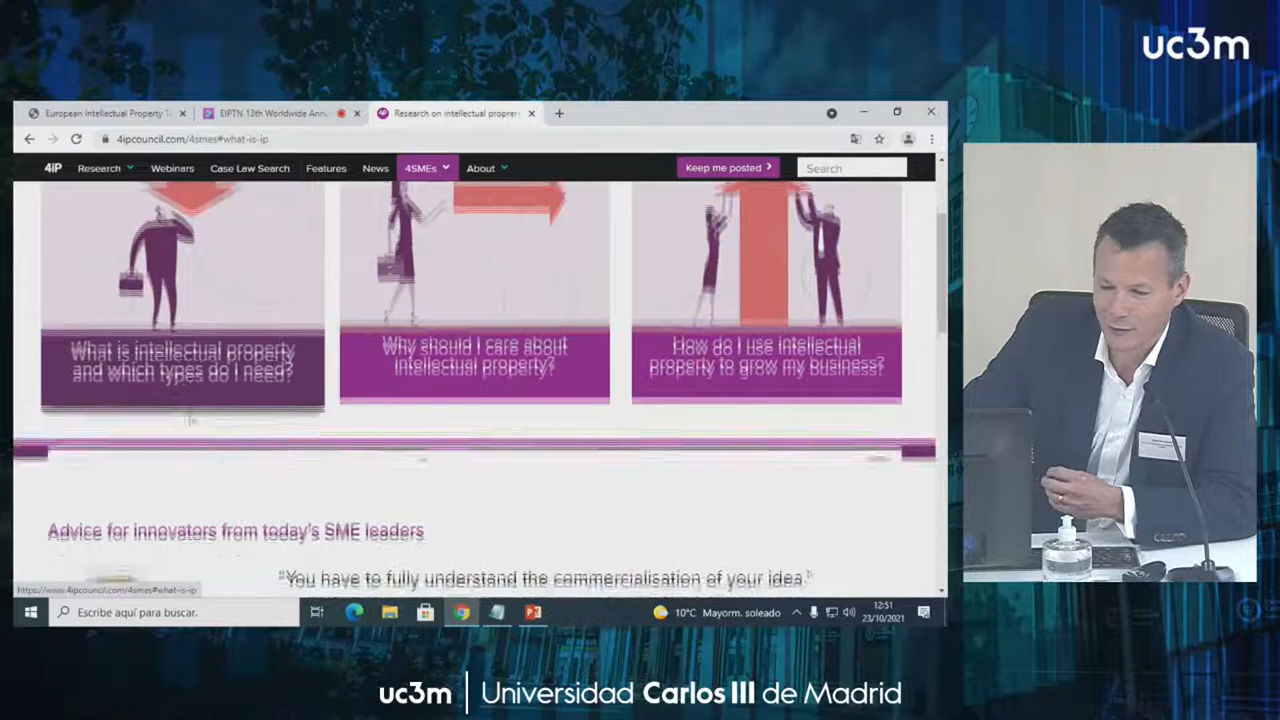 uc3m
European Intellectual Property T
EIPTN 13th Worldwide Ann
Research on intellectual propert
4ipcouncil.com/4smes#what-is-ip
4iP Research Webinars Case Law Search Features News 4SMEs About Keep me posted Search
What is intellectual property
and which types do I need?
Why should I care about
intellectual property?
How do I use intellectual
property to grow my business?
Advice for innovators from today's SME leaders
"You have to fully understand the commercialisation of your idea."
https://www.4ipcouncil.com/4smes#what-is-ip
Escribe aquí para buscar.
10°C Mayorm. soleado
12:51
23/10/2021
uc3m Universidad Carlos III de Madrid